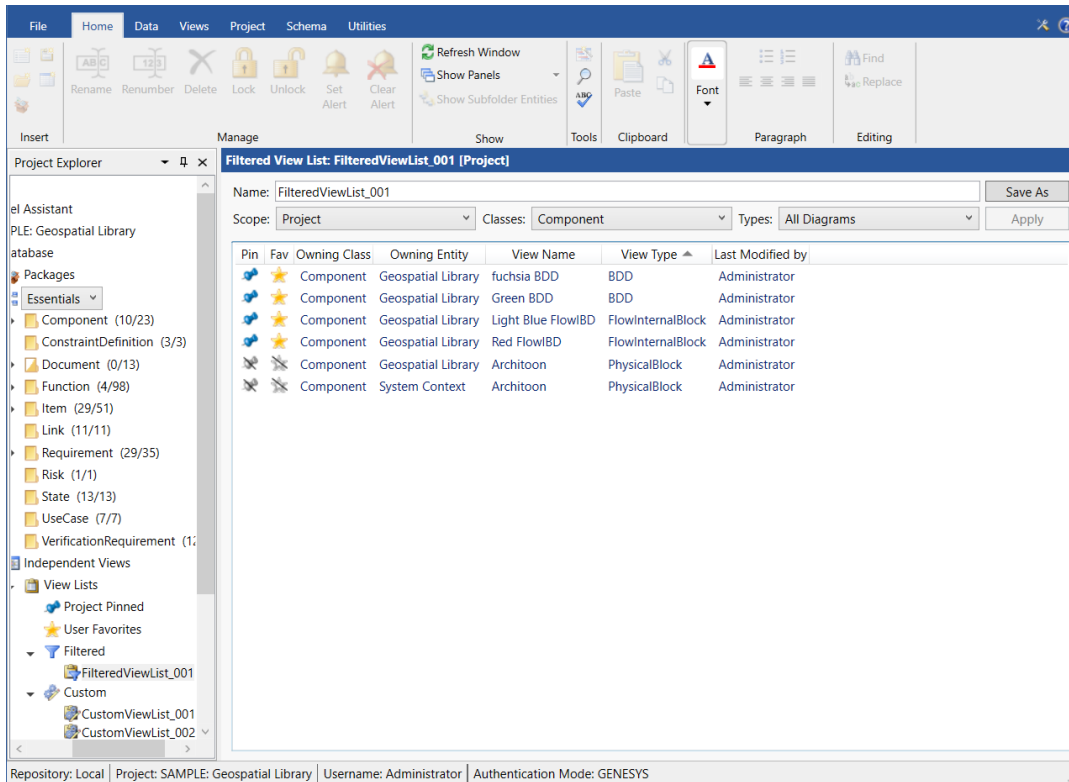 File Home Data Views Project Schema Utilities
Rename Renumber Delete Lock Unlock Set Alert Clear Alert
Refresh Window
Show Panels
Show Subfolder Entities
Paste
Font
Find
Replace
Insert Manage Show Tools Clipboard Paragraph Editing
Project Explorer
el Assistant
PLE: Geospatial Library
atabase
Packages
Essentials
Component (10/23)
ConstraintDefinition (3/3)
Document (0/13)
Function (4/98)
Item (29/51)
Link (11/11)
Requirement (29/35)
Risk (1/1)
State (13/13)
UseCase (7/7)
VerificationRequirement (12
Independent Views
View Lists
Project Pinned
User Favorites
Filtered
FilteredViewList_001
Custom
CustomViewList_001
CustomViewList_002
Filtered View List: FilteredViewList_001 [Project]
Name: FilteredViewList_001 Save As
Scope: Project Classes: Component Types: All Diagrams Apply
Pin Fav Owning Class Owning Entity View Name View Type Last Modified by
Component Geospatial Library fuchsia BDD BDD Administrator
Component Geospatial Library Green BDD BDD Administrator
Component Geospatial Library Light Blue FlowIBD FlowInternalBlock Administrator
Component Geospatial Library Red FlowIBD FlowInternalBlock Administrator
Component Geospatial Library Architoon PhysicalBlock Administrator
Component System Context Architoon PhysicalBlock Administrator
Repository: Local Project: SAMPLE: Geospatial Library Username: Administrator Authentication Mode: GENESYS